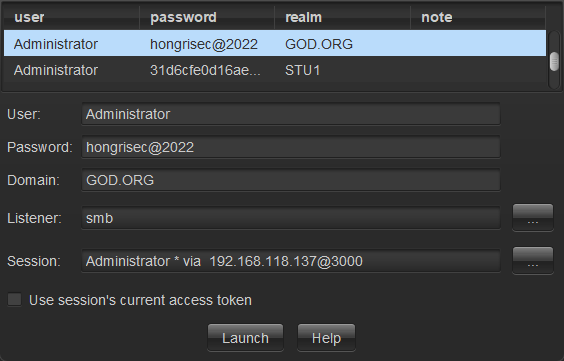 user password realm note
Administrator hongrisec@2022 GOD.ORG
Administrator 31d6cfe0d16ae... STU1
User: Administrator
Password: hongrisec@2022
Domain: GOD.ORG
Listener: smb ...
Session: Administrator * via 192.168.118.137@3000 ...
Use session's current access token
Launch Help